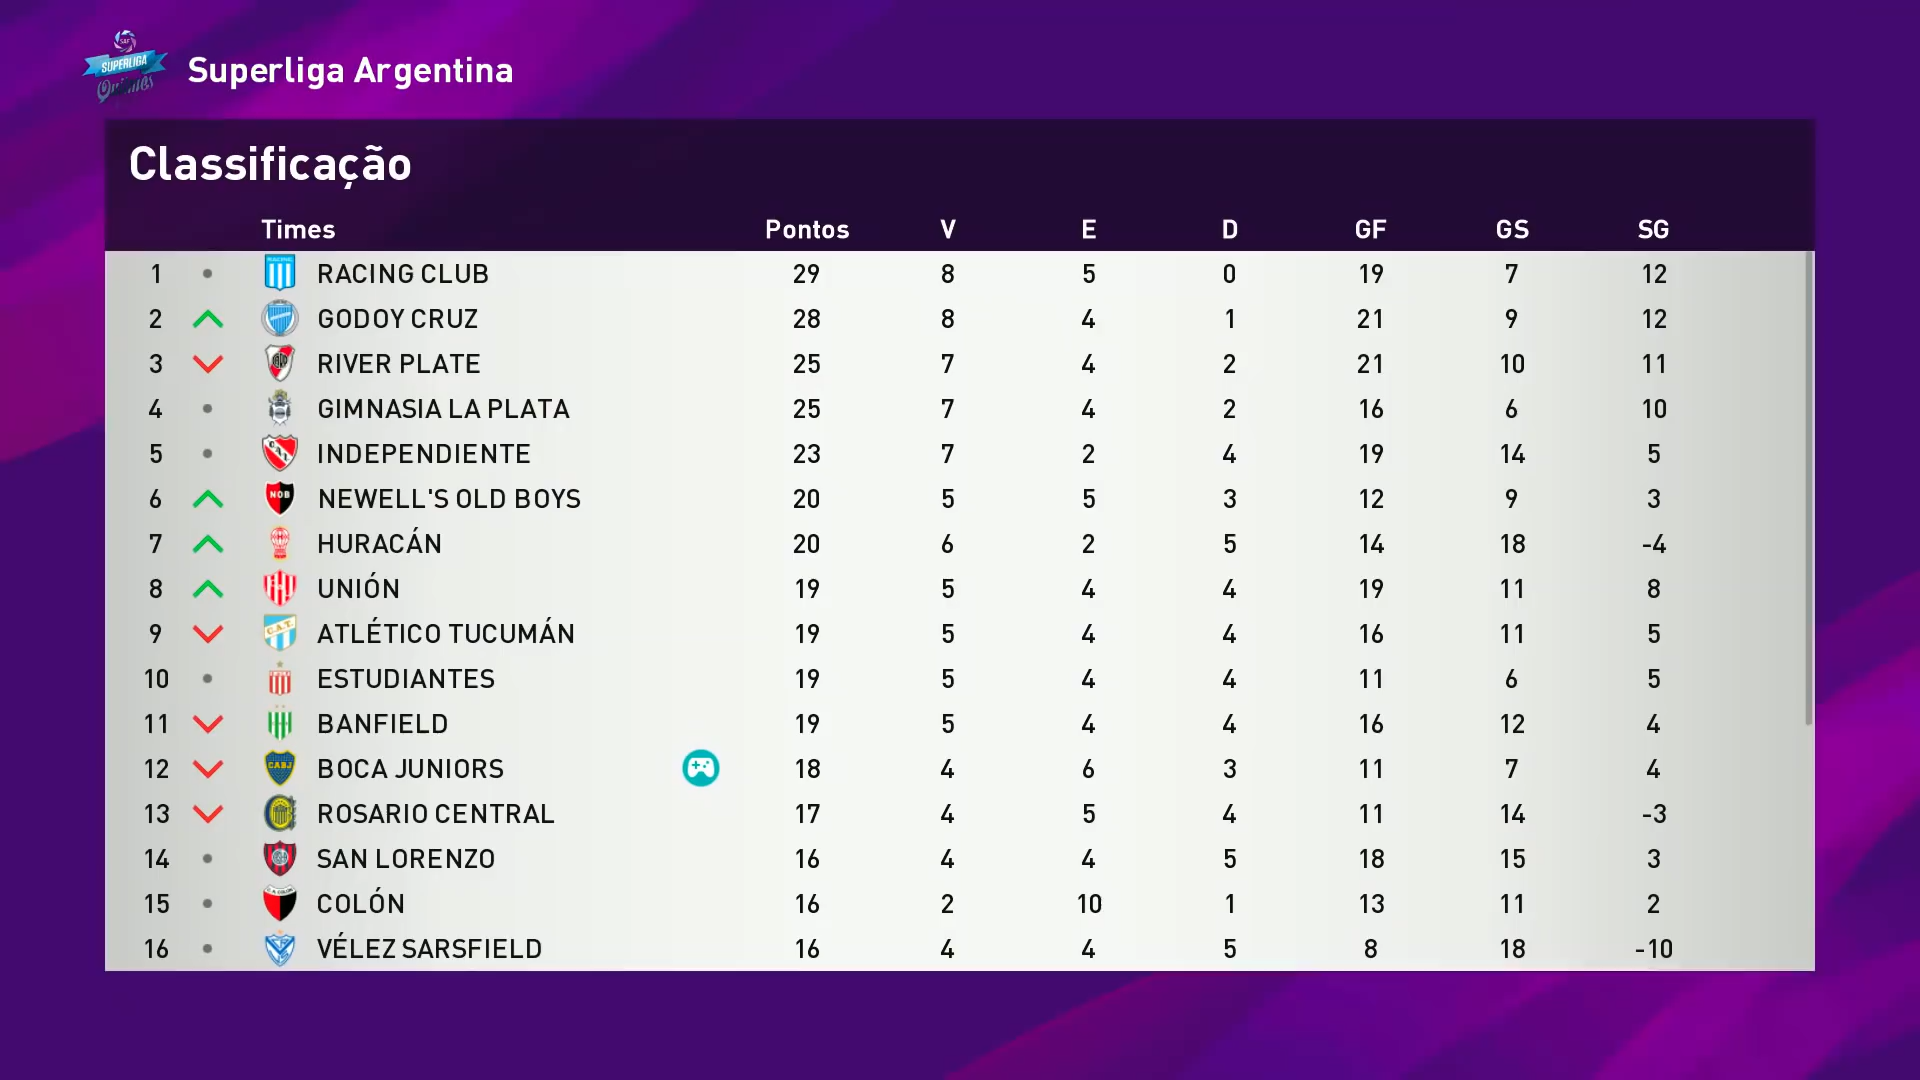 SAF
SUPERLIGA
Quilmes
Superliga Argentina
Classificação
Times Pontos V E D GF GS SG
1 RACING CLUB 29 8 5 0 19 7 12
2 GODOY CRUZ 28 8 4 1 21 9 12
3 RIVER PLATE 25 7 4 2 21 10 11
4 GIMNASIA LA PLATA 25 7 4 2 16 6 10
5 INDEPENDIENTE 23 7 2 4 19 14 5
6 NOB NEWELL'S OLD BOYS 20 5 5 3 12 9 3
7 HURACÁN 20 6 2 5 14 18 -4
8 UNIÓN 19 5 4 4 19 11 8
9 C.A.T. ATLÉTICO TUCUMÁN 19 5 4 4 16 11 5
10 ESTUDIANTES 19 5 4 4 11 6 5
11 BANFIELD 19 5 4 4 16 12 4
12 CABJ BOCA JUNIORS 18 4 6 3 11 7 4
13 ROSARIO CENTRAL 17 4 5 4 11 14 -3
14 SAN LORENZO 16 4 4 5 18 15 3
15 COLÓN 16 2 10 1 13 11 2
16 VÉLEZ SARSFIELD 16 4 4 5 8 18 -10